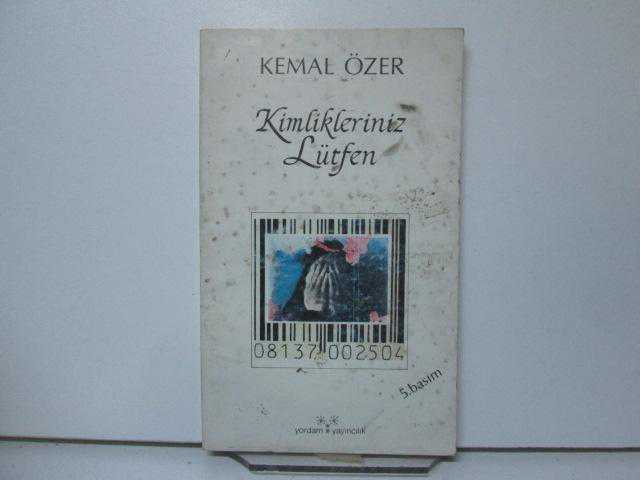 KEMAL ÖZER
Kimlikleriniz
Lütfen
08137 002504
5.basım
yordam yayıncılık